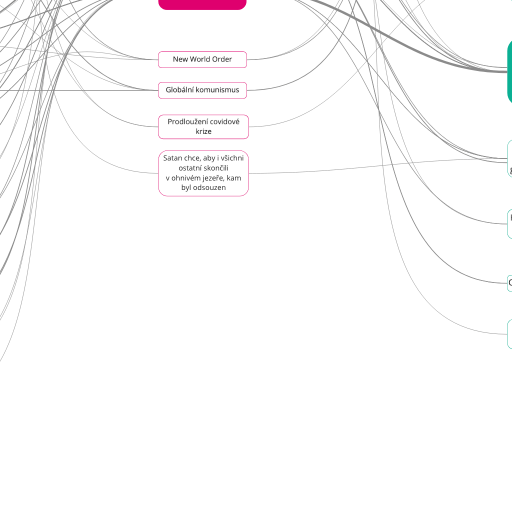 New World Order
Globální komunismus
Prodloužení covidové
krize
Satan chce, aby i všichni
ostatní skončili
v ohnivém jezeře, kam
byl odsouzen